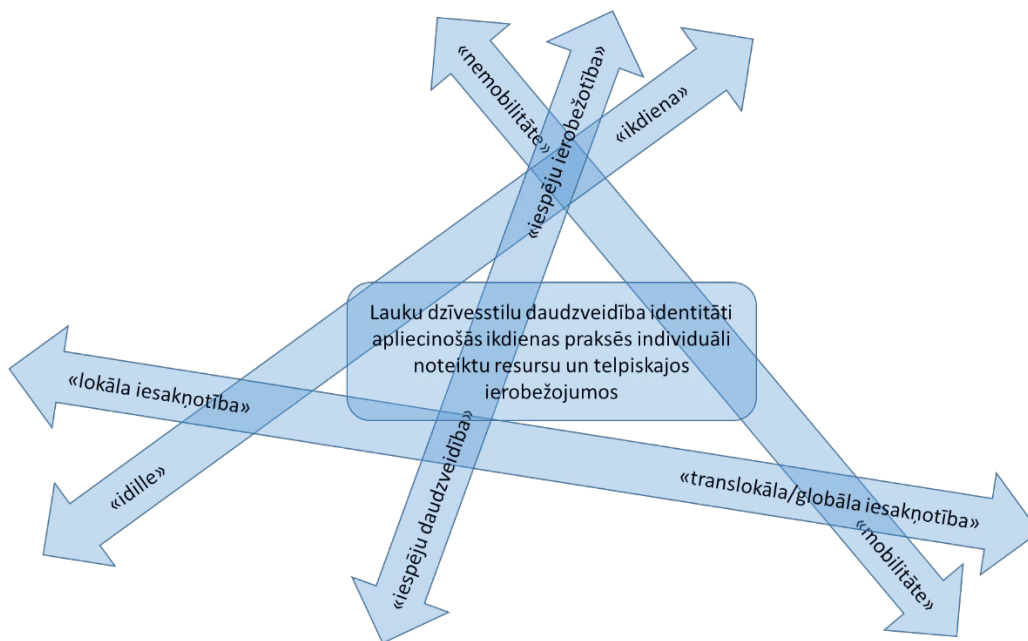 «nemobilitāte»
«iespēju ierobežotība»
«ikdiena»
Lauku dzīvesstilu daudzveidība identitāti
apliecinošās ikdienas praksēs individuāli
noteiktu resursu un telpiskajos
ierobežojumos
«lokāla iesakņotība»
«idille»
«iespēju daudzveidība»
«translokāla/globāla iesakņotība»
«mobilitāte»